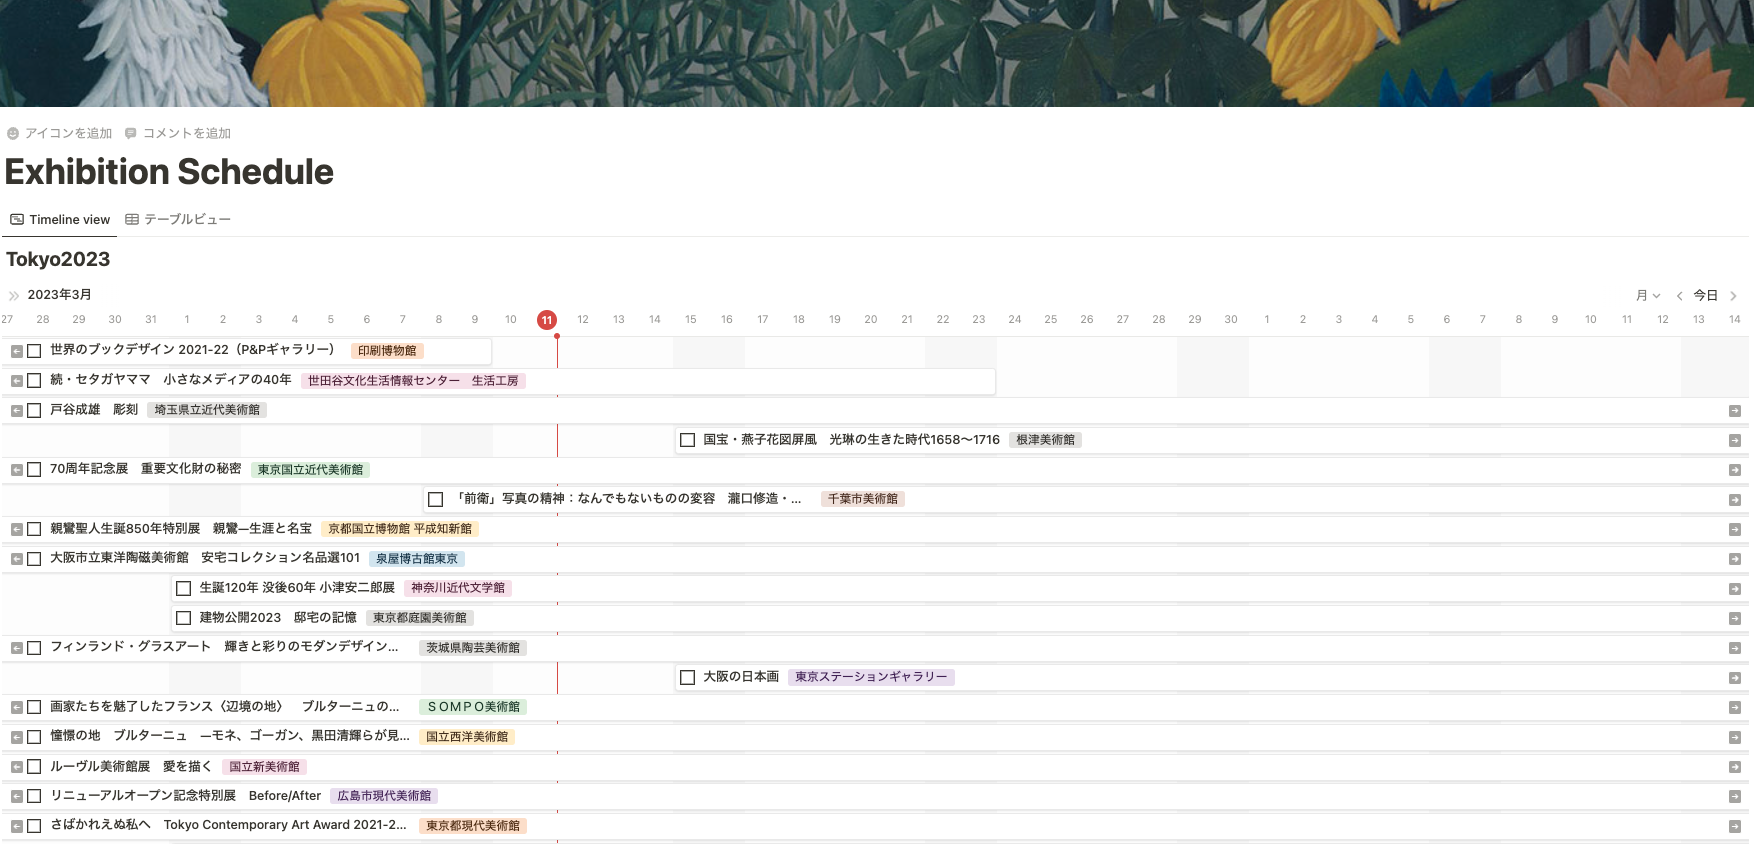 アイコンを追加 コメントを追加
Exhibition Schedule
Timeline view テーブルビュー
Tokyo2023
2023年3月 月 今日
27 28 29 30 31 1 2 3 4 5 6 7 8 9 10 11 12 13 14 15 16 17 18 19 20 21 22 23 24 25 26 27 28 29 30 1 2 3 4 5 6 7 8 9 10 11 12 13 14
世界のブックデザイン 2021-22（P&Pギャラリー） 印刷博物館
続・セタガヤママ　小さなメディアの40年 世田谷文化生活情報センター　生活工房
戸谷成雄　彫刻 埼玉県立近代美術館
国宝・燕子花図屏風　光琳の生きた時代1658〜1716 根津美術館
70周年記念展　重要文化財の秘密 東京国立近代美術館
「前衛」写真の精神：なんでもないものの変容　瀧口修造・... 千葉市美術館
親鸞聖人生誕850年特別展　親鸞—生涯と名宝 京都国立博物館 平成知新館
大阪市立東洋陶磁美術館　安宅コレクション名品選101 泉屋博古館東京
生誕120年 没後60年 小津安二郎展 神奈川近代文学館
建物公開2023　邸宅の記憶 東京都庭園美術館
フィンランド・グラスアート　輝きと彩りのモダンデザイン... 茨城県陶芸美術館
大阪の日本画 東京ステーションギャラリー
画家たちを魅了したフランス〈辺境の地〉　ブルターニュの... ＳＯＭＰＯ美術館
憧憬の地　ブルターニュ　—モネ、ゴーガン、黒田清輝らが見... 国立西洋美術館
ルーヴル美術館展　愛を描く 国立新美術館
リニューアルオープン記念特別展　Before/After 広島市現代美術館
さばかれえぬ私へ　Tokyo Contemporary Art Award 2021-2... 東京都現代美術館